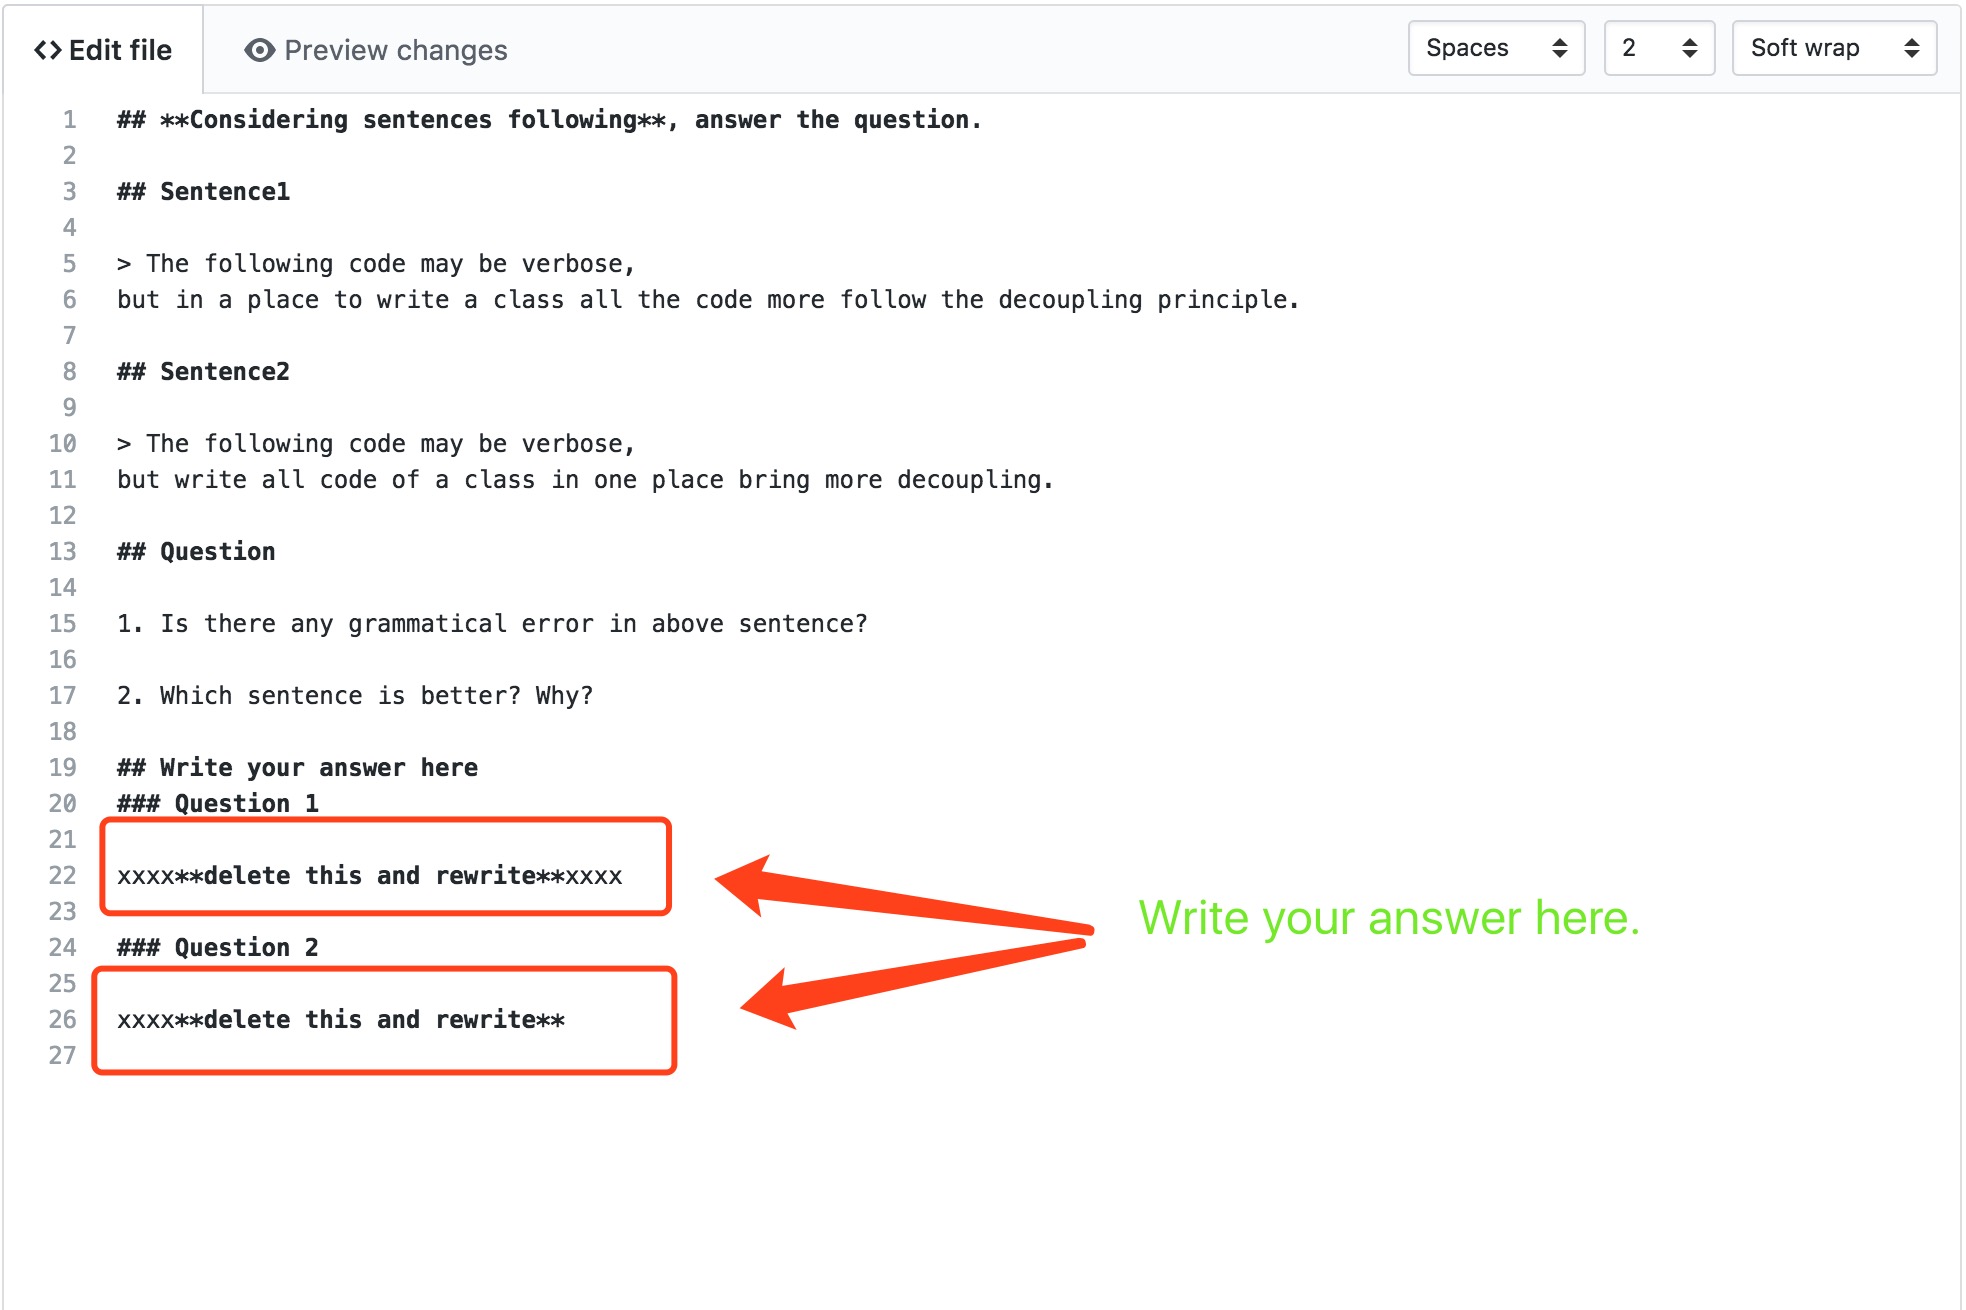 Edit file
Preview changes
Spaces
2
Soft wrap
1 ## **Considering sentences following**, answer the question.
2
3 ## Sentence1
4
5 > The following code may be verbose,
6 but in a place to write a class all the code more follow the decoupling principle.
7
8 ## Sentence2
9
10 > The following code may be verbose,
11 but write all code of a class in one place bring more decoupling.
12
13 ## Question
14
15 1. Is there any grammatical error in above sentence?
16
17 2. Which sentence is better? Why?
18
19 ## Write your answer here
20 ### Question 1
21
22 xxxx**delete this and rewrite**xxxx
23
24 ### Question 2
25
26 xxxx**delete this and rewrite**
27
Write your answer here.